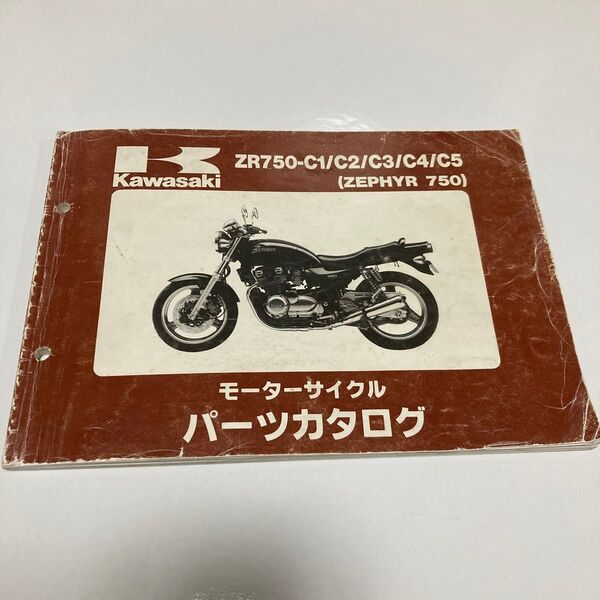 Kawasaki
ZR750-C1/C2/C3/C4/C5
(ZEPHYR 750)
モーターサイクル
パーツカタログ